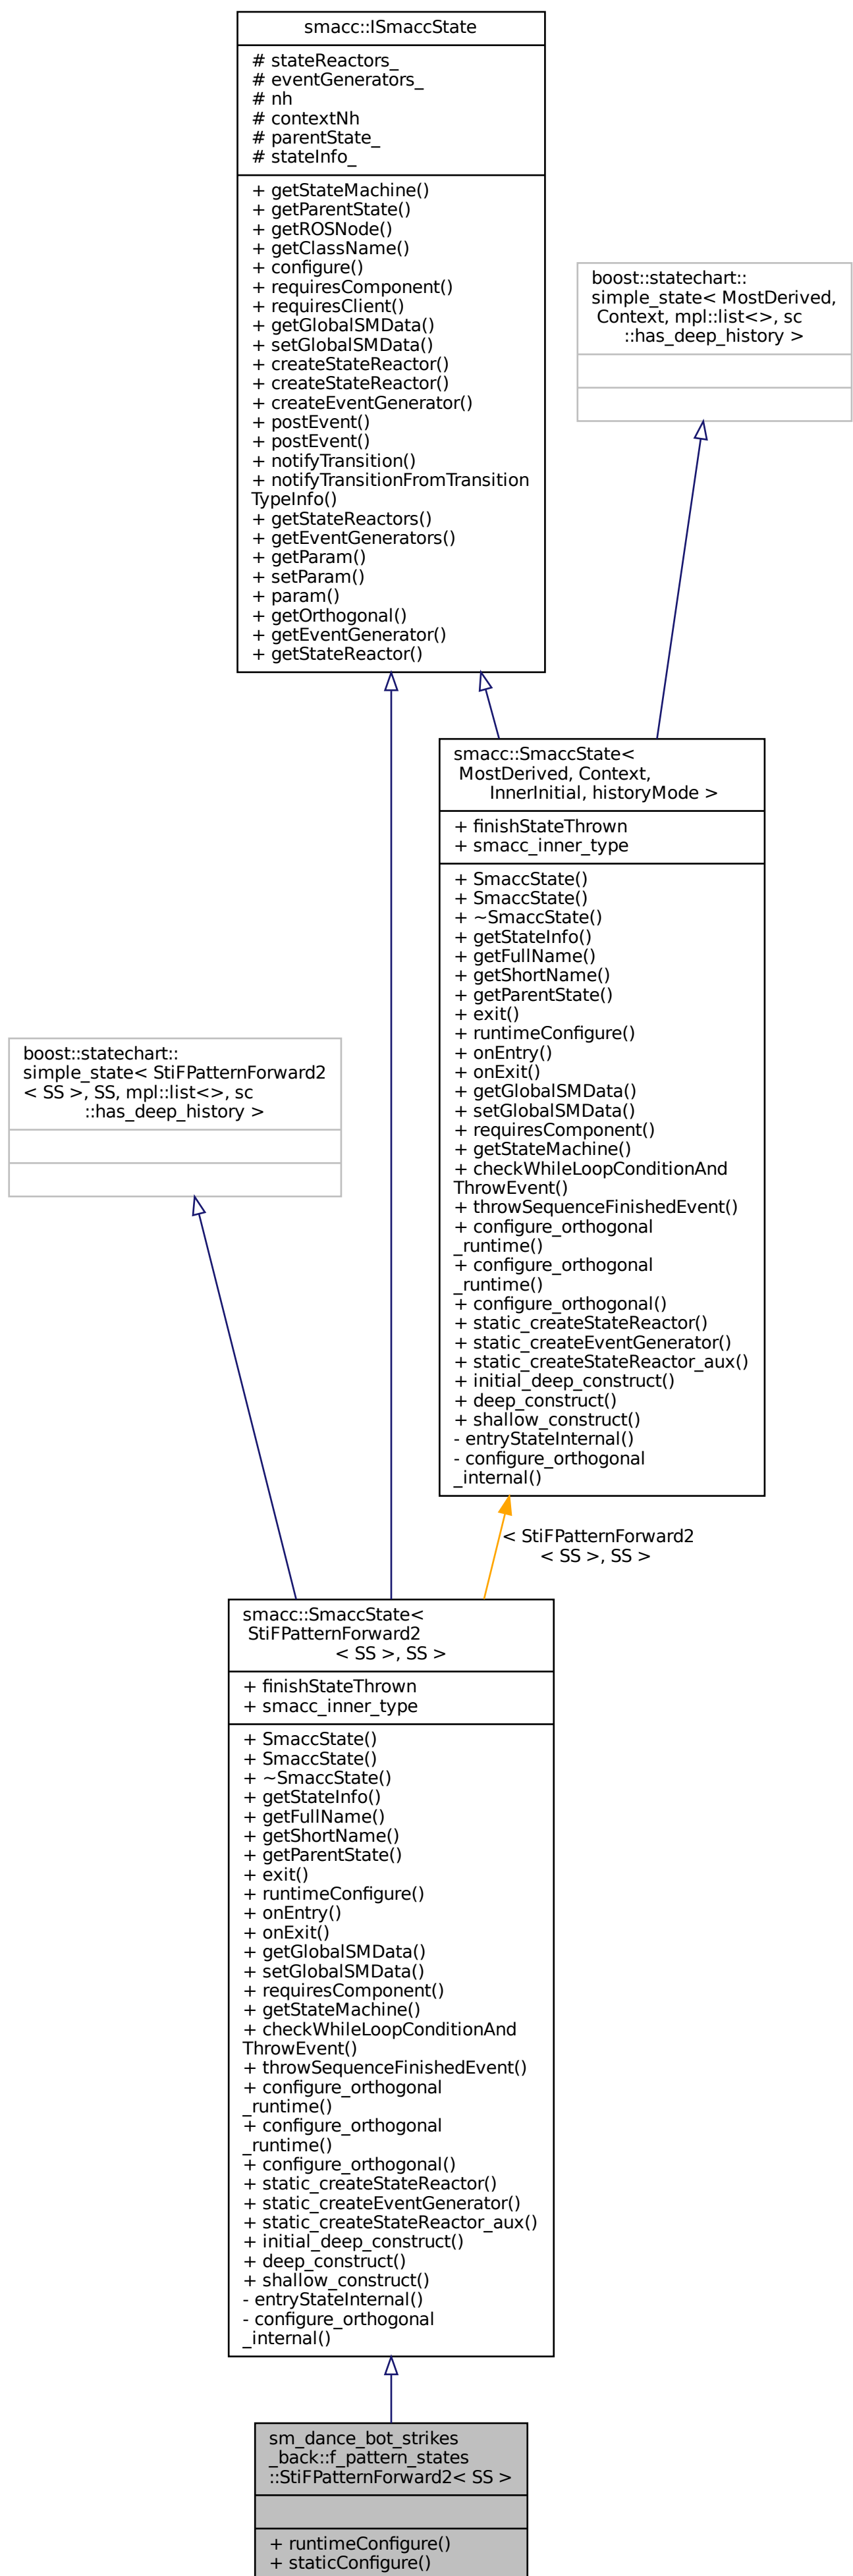 smacc::ISmaccState
# stateReactors_
# eventGenerators_
# nh
# contextNh
# parentState_
# stateInfo_
+ getStateMachine()
+ getParentState()
+ getROSNode()
+ getClassName()
+ configure()
+ requiresComponent()
+ requiresClient()
+ getGlobalSMData()
+ setGlobalSMData()
+ createStateReactor()
+ createStateReactor()
+ createEventGenerator()
+ postEvent()
+ postEvent()
+ notifyTransition()
+ notifyTransitionFromTransition
TypeInfo()
+ getStateReactors()
+ getEventGenerators()
+ getParam()
+ setParam()
+ param()
+ getOrthogonal()
+ getEventGenerator()
+ getStateReactor()
boost::statechart::
simple_state< MostDerived,
Context, mpl::list<>, sc
::has_deep_history >
smacc::SmaccState<
MostDerived, Context,
InnerInitial, historyMode >
+ finishStateThrown
+ smacc_inner_type
+ SmaccState()
+ SmaccState()
+ ~SmaccState()
+ getStateInfo()
+ getFullName()
+ getShortName()
+ getParentState()
+ exit()
+ runtimeConfigure()
+ onEntry()
+ onExit()
+ getGlobalSMData()
+ setGlobalSMData()
+ requiresComponent()
+ getStateMachine()
+ checkWhileLoopConditionAnd
ThrowEvent()
+ throwSequenceFinishedEvent()
+ configure_orthogonal
_runtime()
+ configure_orthogonal
_runtime()
+ configure_orthogonal()
+ static_createStateReactor()
+ static_createEventGenerator()
+ static_createStateReactor_aux()
+ initial_deep_construct()
+ deep_construct()
+ shallow_construct()
- entryStateInternal()
- configure_orthogonal
_internal()
boost::statechart::
simple_state< StiFPatternForward2
< SS >, SS, mpl::list<>, sc
::has_deep_history >
< StiFPatternForward2
< SS >, SS >
smacc::SmaccState<
StiFPatternForward2
< SS >, SS >
+ finishStateThrown
+ smacc_inner_type
+ SmaccState()
+ SmaccState()
+ ~SmaccState()
+ getStateInfo()
+ getFullName()
+ getShortName()
+ getParentState()
+ exit()
+ runtimeConfigure()
+ onEntry()
+ onExit()
+ getGlobalSMData()
+ setGlobalSMData()
+ requiresComponent()
+ getStateMachine()
+ checkWhileLoopConditionAnd
ThrowEvent()
+ throwSequenceFinishedEvent()
+ configure_orthogonal
_runtime()
+ configure_orthogonal
_runtime()
+ configure_orthogonal()
+ static_createStateReactor()
+ static_createEventGenerator()
+ static_createStateReactor_aux()
+ initial_deep_construct()
+ deep_construct()
+ shallow_construct()
- entryStateInternal()
- configure_orthogonal
_internal()
sm_dance_bot_strikes
_back::f_pattern_states
::StiFPatternForward2< SS >
+ runtimeConfigure()
+ staticConfigure()